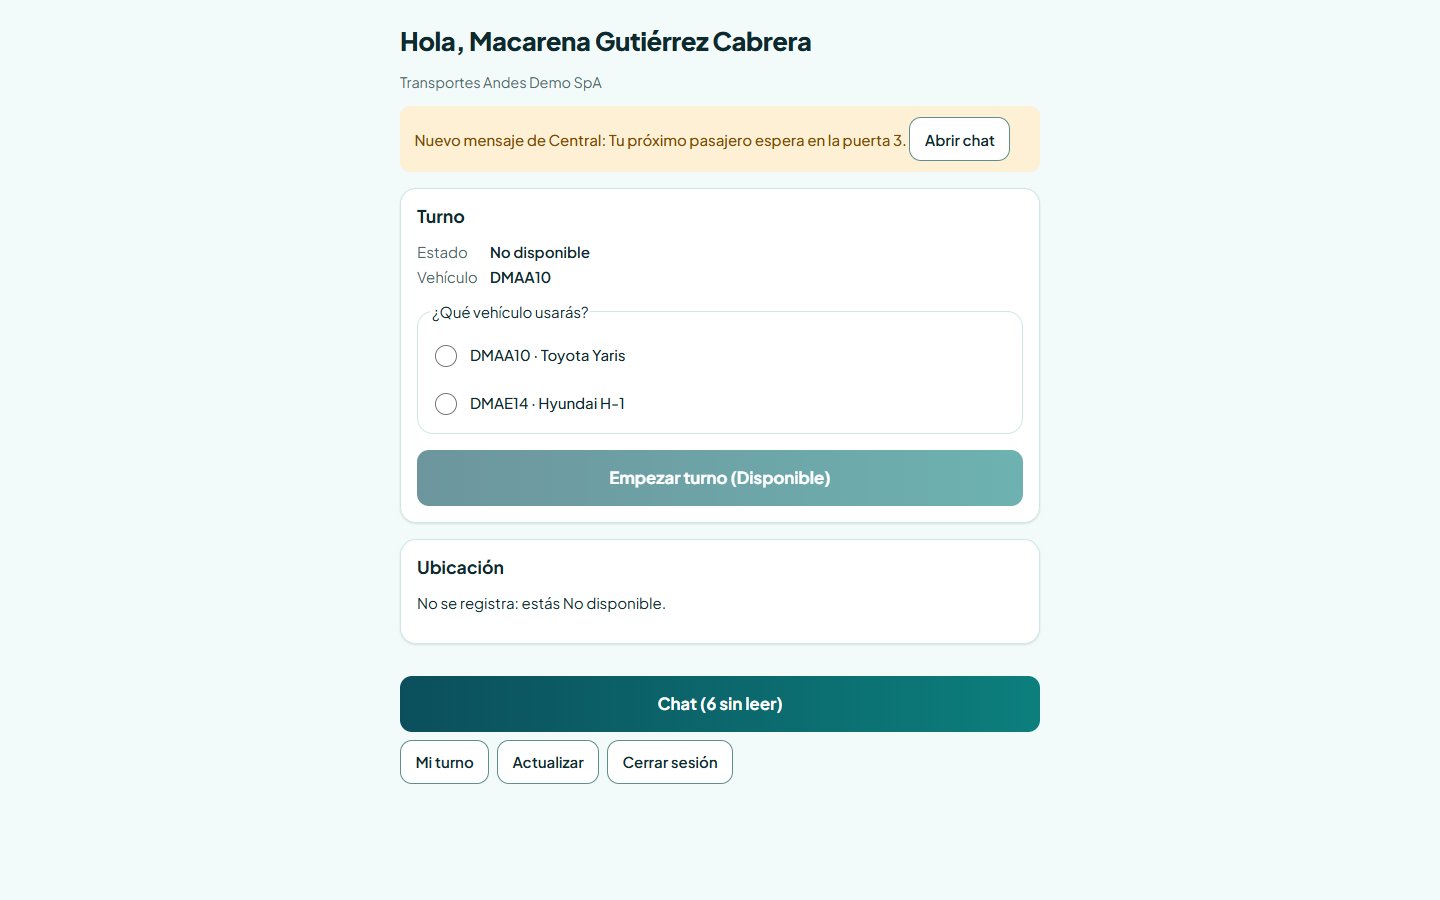 Hola, Macarena Gutiérrez Cabrera
Transportes Andes Demo SpA
Nuevo mensaje de Central: Tu próximo pasajero espera en la puerta 3. Abrir chat
Turno
Estado No disponible
Vehículo DMAA10
¿Qué vehículo usarás?
DMAA10 · Toyota Yaris
DMAE14 · Hyundai H-1
Empezar turno (Disponible)
Ubicación
No se registra: estás No disponible.
Chat (6 sin leer)
Mi turno Actualizar Cerrar sesión